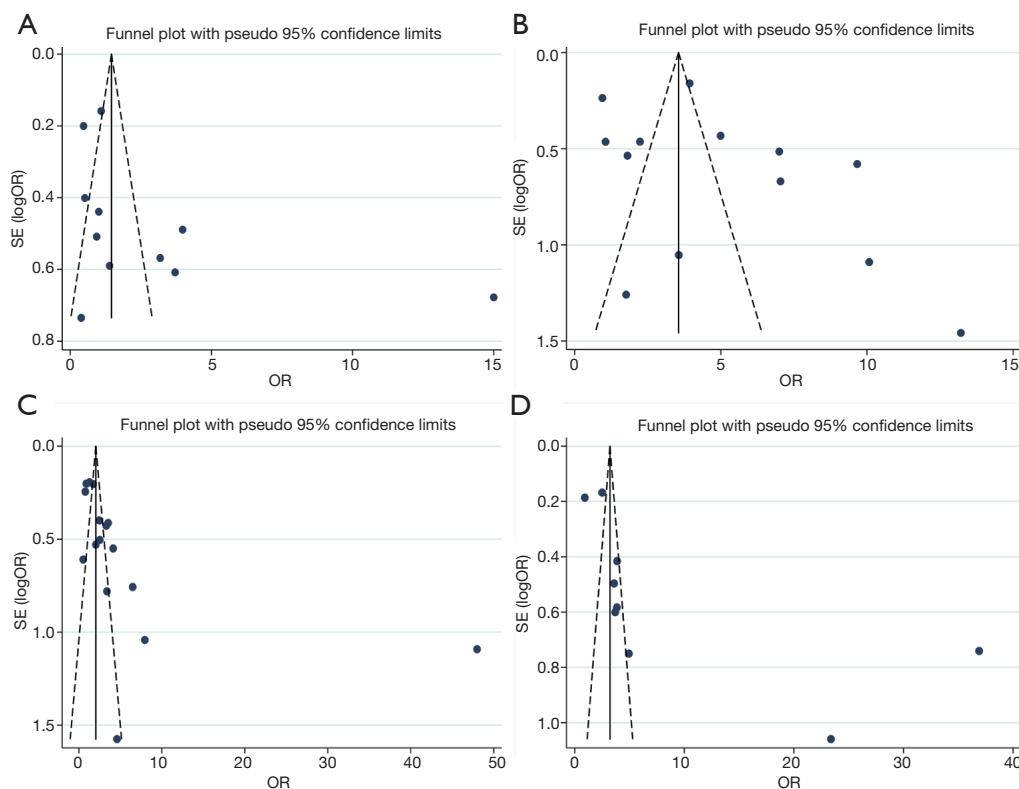 A
Funnel plot with pseudo 95% confidence limits
SE (logOR)
0.0
0.2
0.4
0.6
0.8
0 5 10 15
OR
B
Funnel plot with pseudo 95% confidence limits
SE (logOR)
0.0
0.5
1.0
1.5
0 5 10 15
OR
C
Funnel plot with pseudo 95% confidence limits
SE (logOR)
0.0
0.5
1.0
1.5
0 10 20 30 40 50
OR
D
Funnel plot with pseudo 95% confidence limits
SE (logOR)
0.0
0.2
0.4
0.6
0.8
1.0
0 10 20 30 40
OR